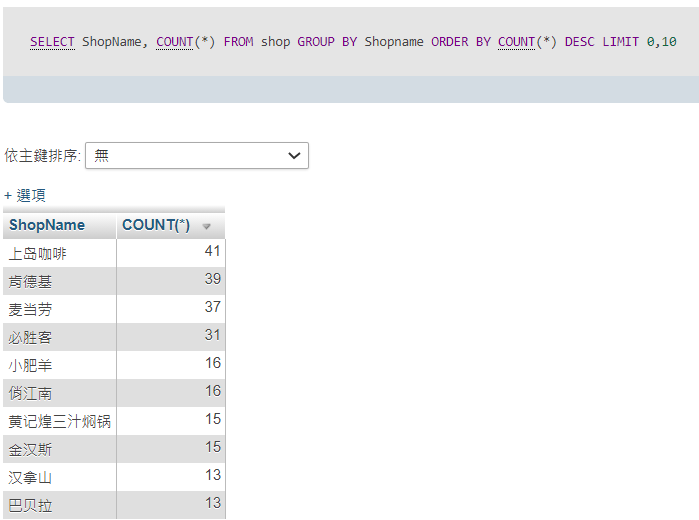 SELECT ShopName, COUNT(*) FROM shop GROUP BY Shopname ORDER BY COUNT(*) DESC LIMIT 0,10
依主鍵排序: 無
+ 選項
ShopName COUNT(*)
上岛咖啡 41
肯德基 39
麦当劳 37
必胜客 31
小肥羊 16
俏江南 16
黄记煌三汁焖锅 15
金汉斯 15
汉拿山 13
巴贝拉 13